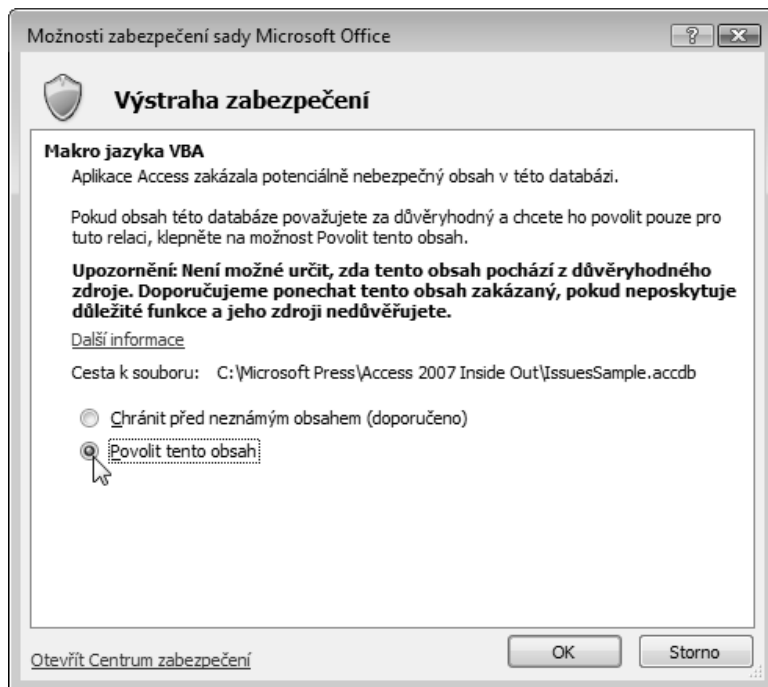 Možnosti zabezpečení sady Microsoft Office
Výstraha zabezpečení
Makro jazyka VBA
Aplikace Access zakázala potenciálně nebezpečný obsah v této databázi.
Pokud obsah této databáze považujete za důvěryhodný a chcete ho povolit pouze pro
tuto relaci, klepněte na možnost Povolit tento obsah.
Upozornění: Není možné určit, zda tento obsah pochází z důvěryhodného
zdroje. Doporučujeme ponechat tento obsah zakázaný, pokud neposkytuje
důležité funkce a jeho zdroji nedůvěřujete.
Další informace
Cesta k souboru: C:\Microsoft Press\Access 2007 Inside Out\IssuesSample.accdb
Chránit před neznámým obsahem (doporučeno)
Povolit tento obsah
Otevřít Centrum zabezpečení
OK
Storno